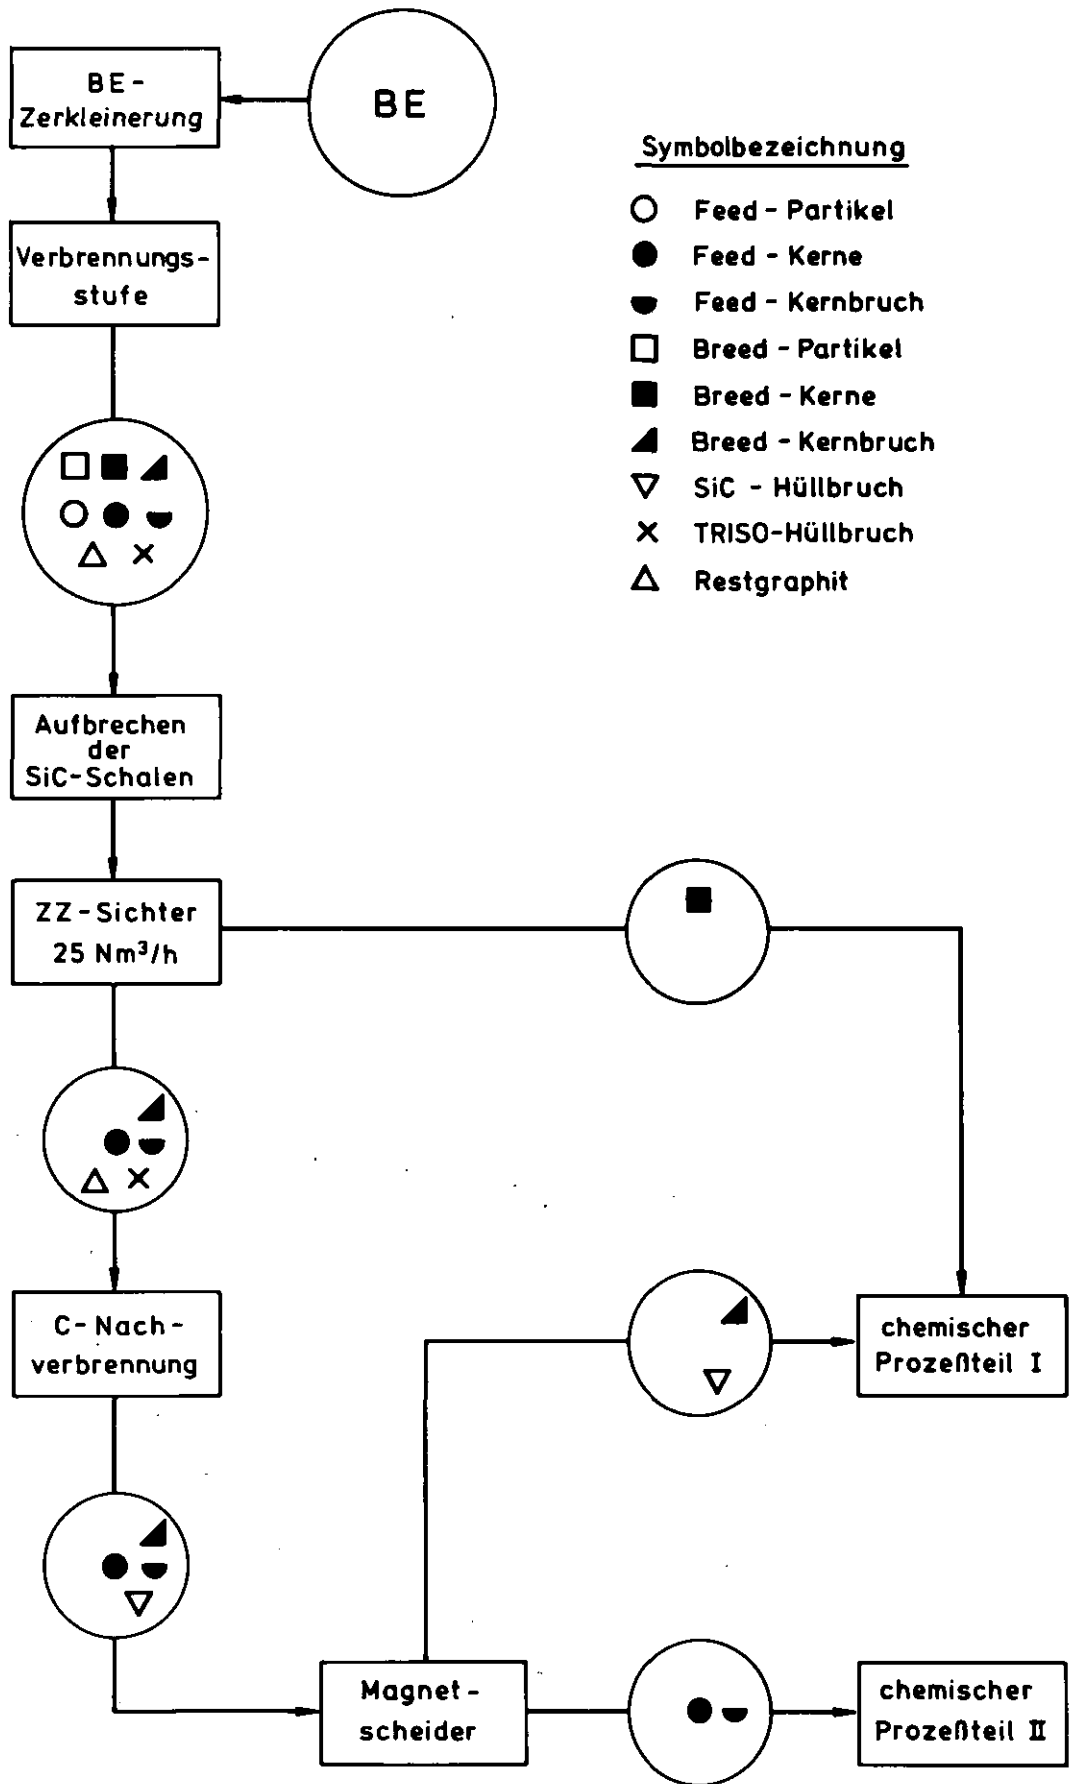 BE-
Zerkleinerung
BE
Symbolbezeichnung
Feed - Partikel
Feed - Kerne
Feed - Kernbruch
Breed - Partikel
Breed - Kerne
Breed - Kernbruch
SiC - Hüllbruch
TRISO-Hüllbruch
Restgraphit
Verbrennungs-
stufe
Aufbrechen
der
SiC-Schalen
ZZ-Sichter
25 Nm³/h
C-Nach-
verbrennung
chemischer
Prozeßteil I
Magnet-
scheider
chemischer
Prozeßteil II